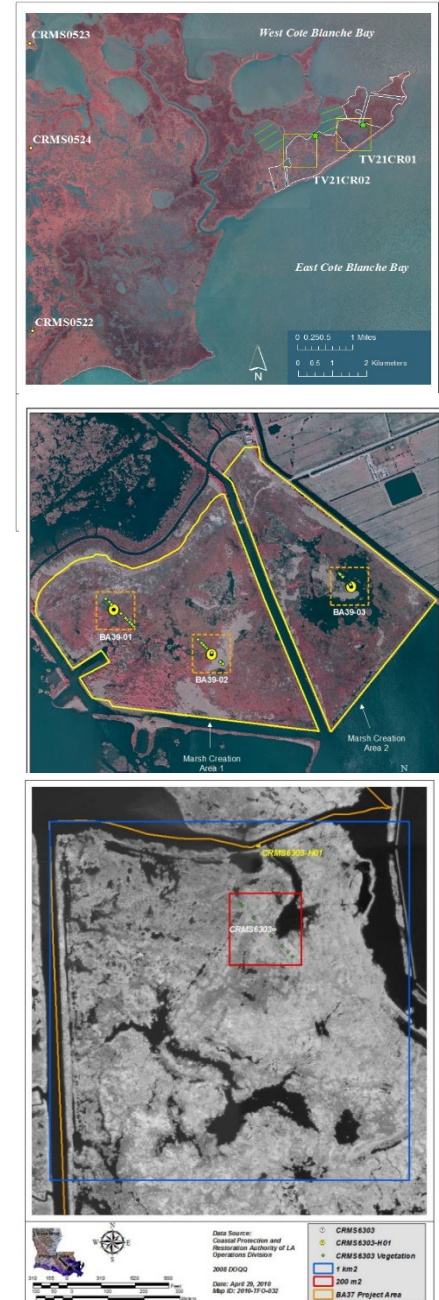 West Cote Blanche Bay
CRMS0523
CRMS0524
TV21CR01
TV21CR02
East Cote Blanche Bay
CRMS0522
0 0.250.5 1 Miles
0 0.5 1 2 Kilometers
N
BA39-01
BA39-02
BA39-03
Marsh Creation
Area 1
Marsh Creation
Area 2
N
CRMS6303-H01
CRMS6303
N
W E
S
Data Source:
Coastal Protection and
Restoration Authority of LA
Operations Division
2008 DOQQ
Date: April 29, 2010
Map ID: 2010-TFO-032
CRMS6303
CRMS6303-H01
CRMS6303 Vegetation
1 km2
200 m2
BA37 Project Area